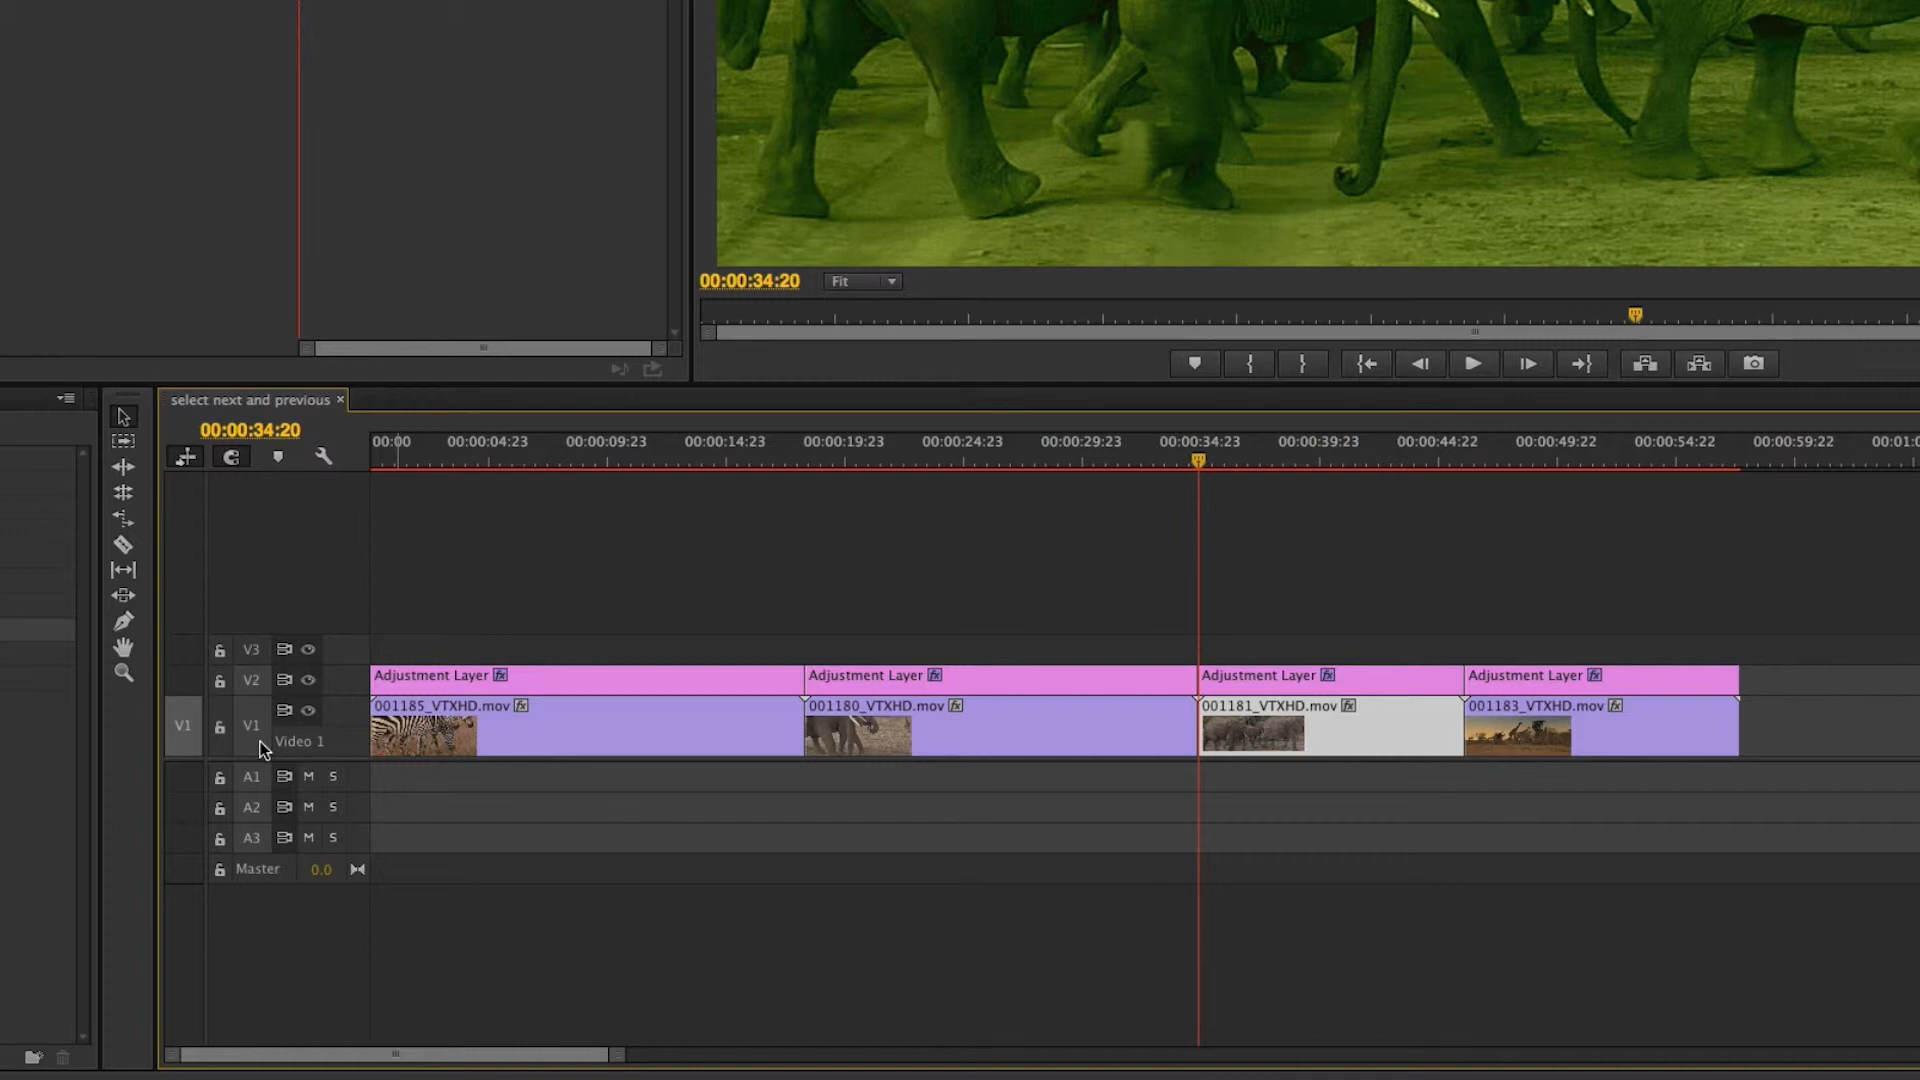 00:00:34:20
Fit
select next and previous ×
00:00:34:20
00:00
00:00:04:23
00:00:09:23
00:00:14:23
00:00:19:23
00:00:24:23
00:00:29:23
00:00:34:23
00:00:39:23
00:00:44:22
00:00:49:22
00:00:54:22
00:00:59:22
00:01:0
V3
V2
Adjustment Layer fx
Adjustment Layer fx
Adjustment Layer fx
Adjustment Layer fx
V1
V1
Video 1
001185_VTXHD.mov fx
001180_VTXHD.mov fx
001181_VTXHD.mov fx
001183_VTXHD.mov fx
A1 M S
A2 M S
A3 M S
Master 0.0